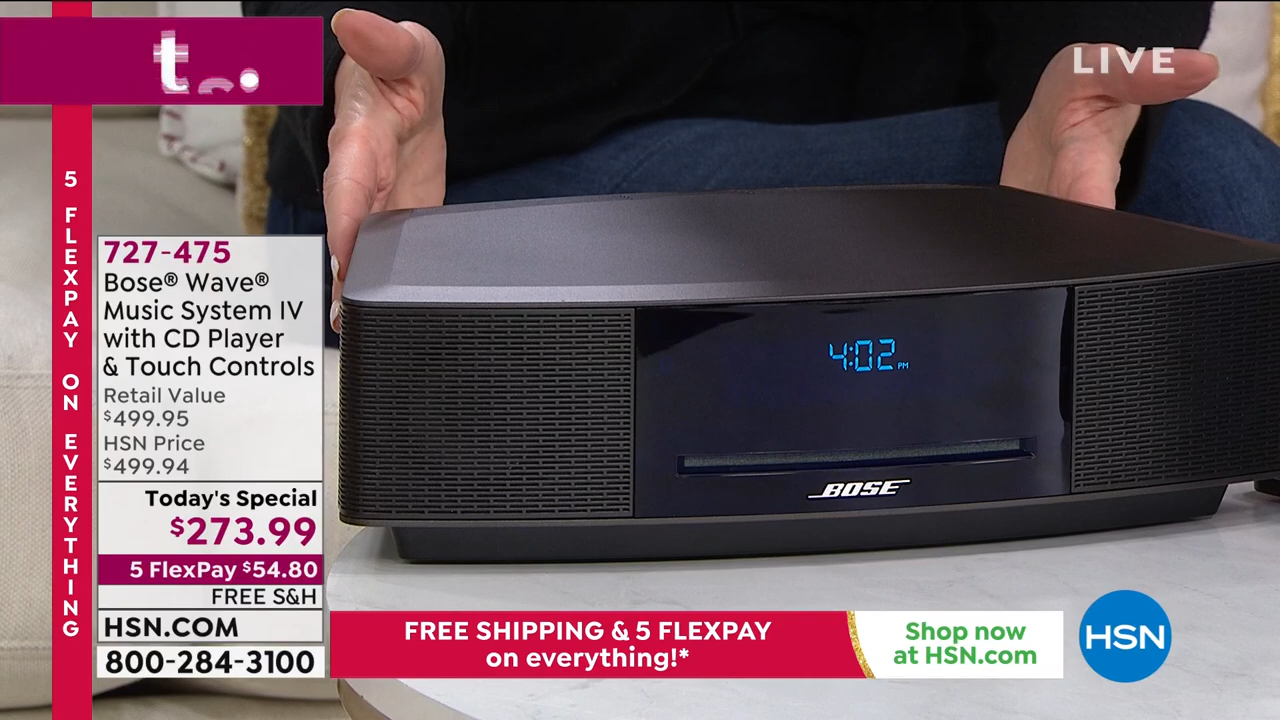 LIVE
5 FLEXPAY ON EVERYTHING
727-475
Bose® Wave®
Music System IV
with CD Player
& Touch Controls
Retail Value
$499.95
HSN Price
$499.94
Today's Special
$273.99
5 FlexPay $54.80
FREE S&H
HSN.COM
800-284-3100
4:02 PM
BOSE
FREE SHIPPING & 5 FLEXPAY
on everything!*
Shop now
at HSN.com
HSN